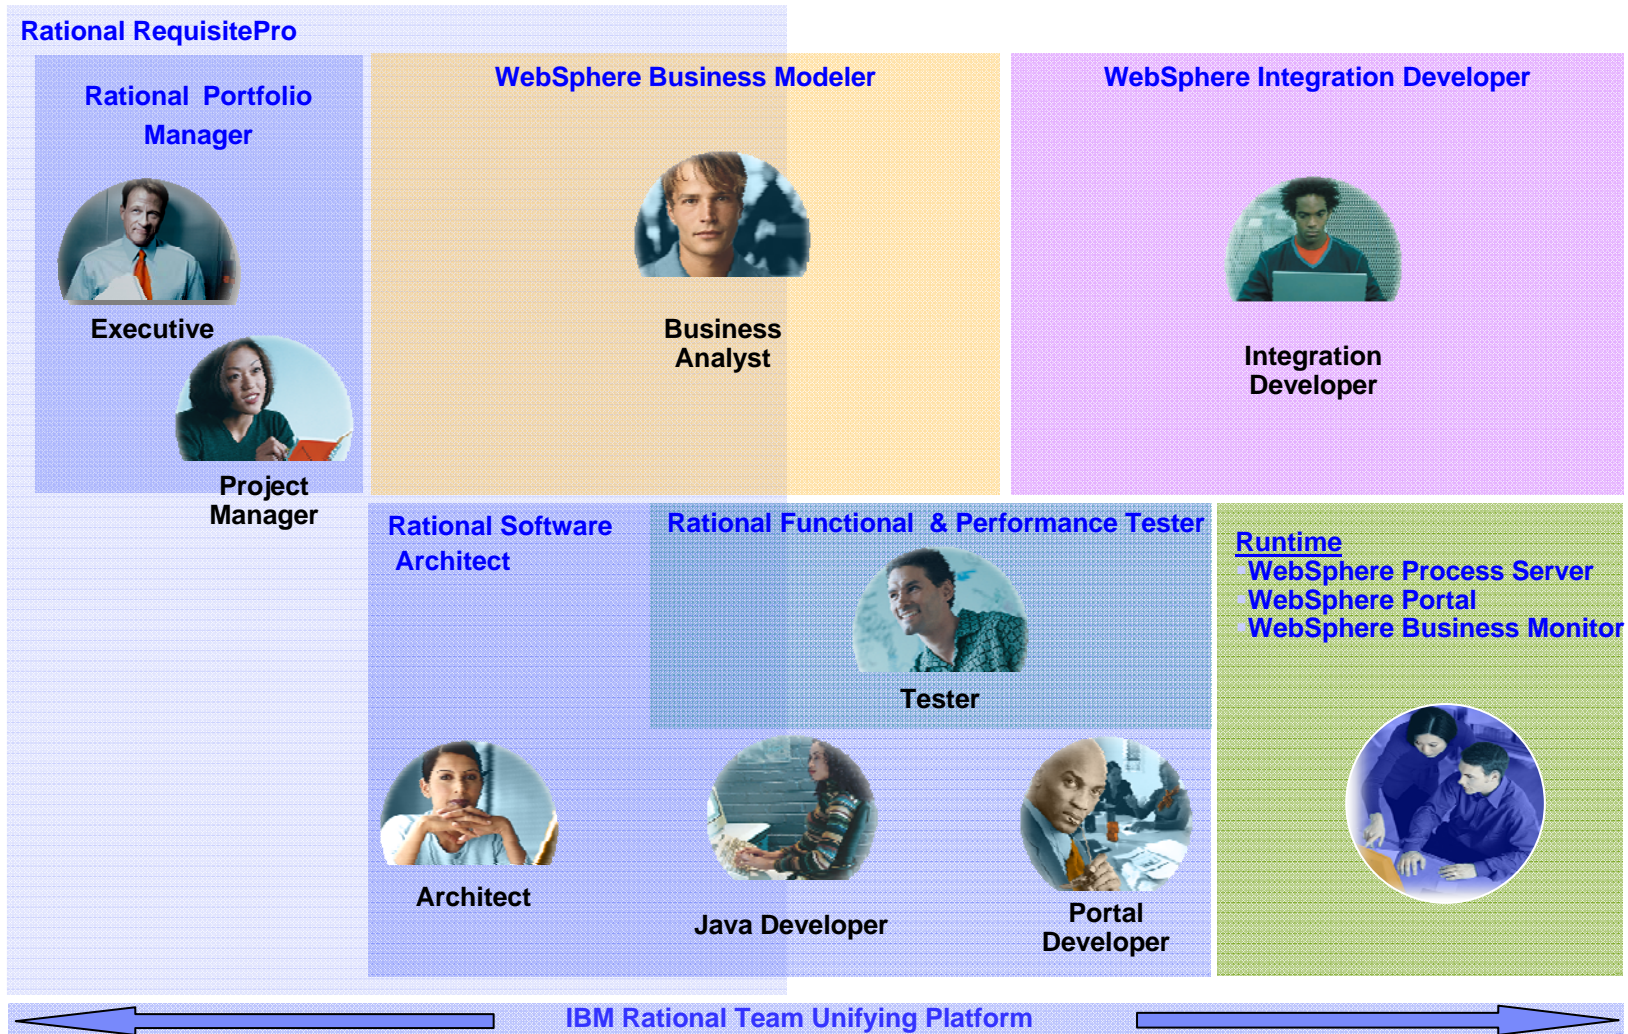 Rational RequisitePro
Rational Portfolio
Manager
Executive
Project
Manager
WebSphere Business Modeler
Business
Analyst
WebSphere Integration Developer
Integration
Developer
Rational Software
Architect
Rational Functional & Performance Tester
Tester
Architect
Java Developer
Portal
Developer
Runtime
▪WebSphere Process Server
▪WebSphere Portal
▪WebSphere Business Monitor
IBM Rational Team Unifying Platform